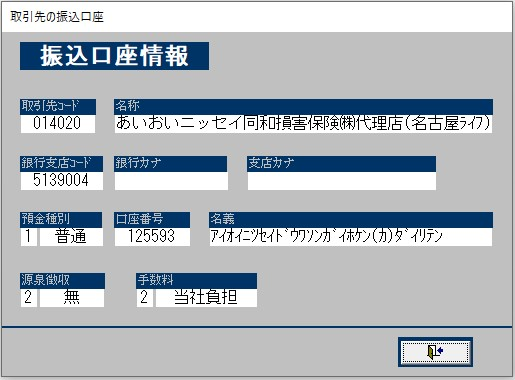 取引先の振込口座
振込口座情報
取引先ｺｰﾄﾞ 名称
014020 あいおいニッセイ同和損害保険㈱代理店(名古屋ﾗｲﾌ)
銀行支店ｺｰﾄﾞ 銀行カナ 支店カナ
5139004
預金種別 口座番号 名義
1 普通 125593 ｱｲｵｲﾆﾂｾｲﾄﾞｳﾜｿﾝｶﾞｲﾎｹﾝ(ｶ)ﾀﾞｲﾘﾃﾝ
源泉徴収 手数料
2 無 2 当社負担